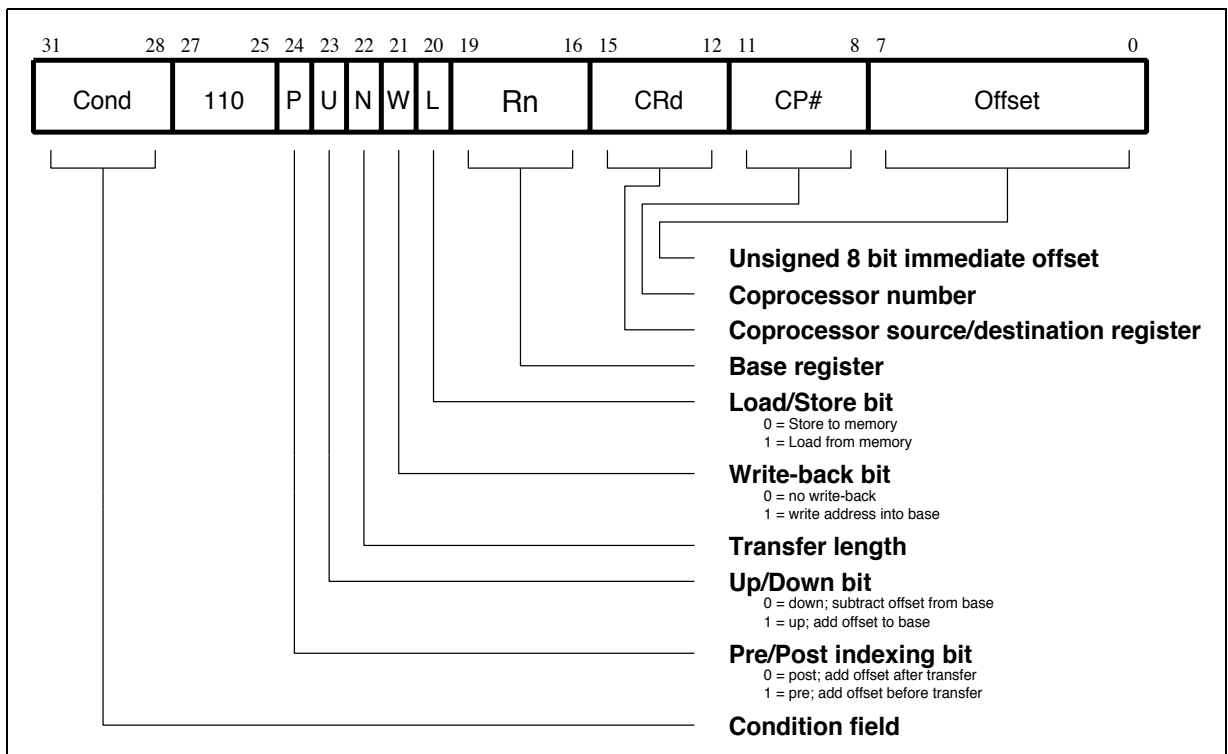 31 28 27 25 24 23 22 21 20 19 16 15 12 11 8 7 0
Cond 110 P U N W L Rn CRd CP# Offset
Unsigned 8 bit immediate offset
Coprocessor number
Coprocessor source/destination register
Base register
Load/Store bit
0 = Store to memory
1 = Load from memory
Write-back bit
0 = no write-back
1 = write address into base
Transfer length
Up/Down bit
0 = down; subtract offset from base
1 = up; add offset to base
Pre/Post indexing bit
0 = post; add offset after transfer
1 = pre; add offset before transfer
Condition field